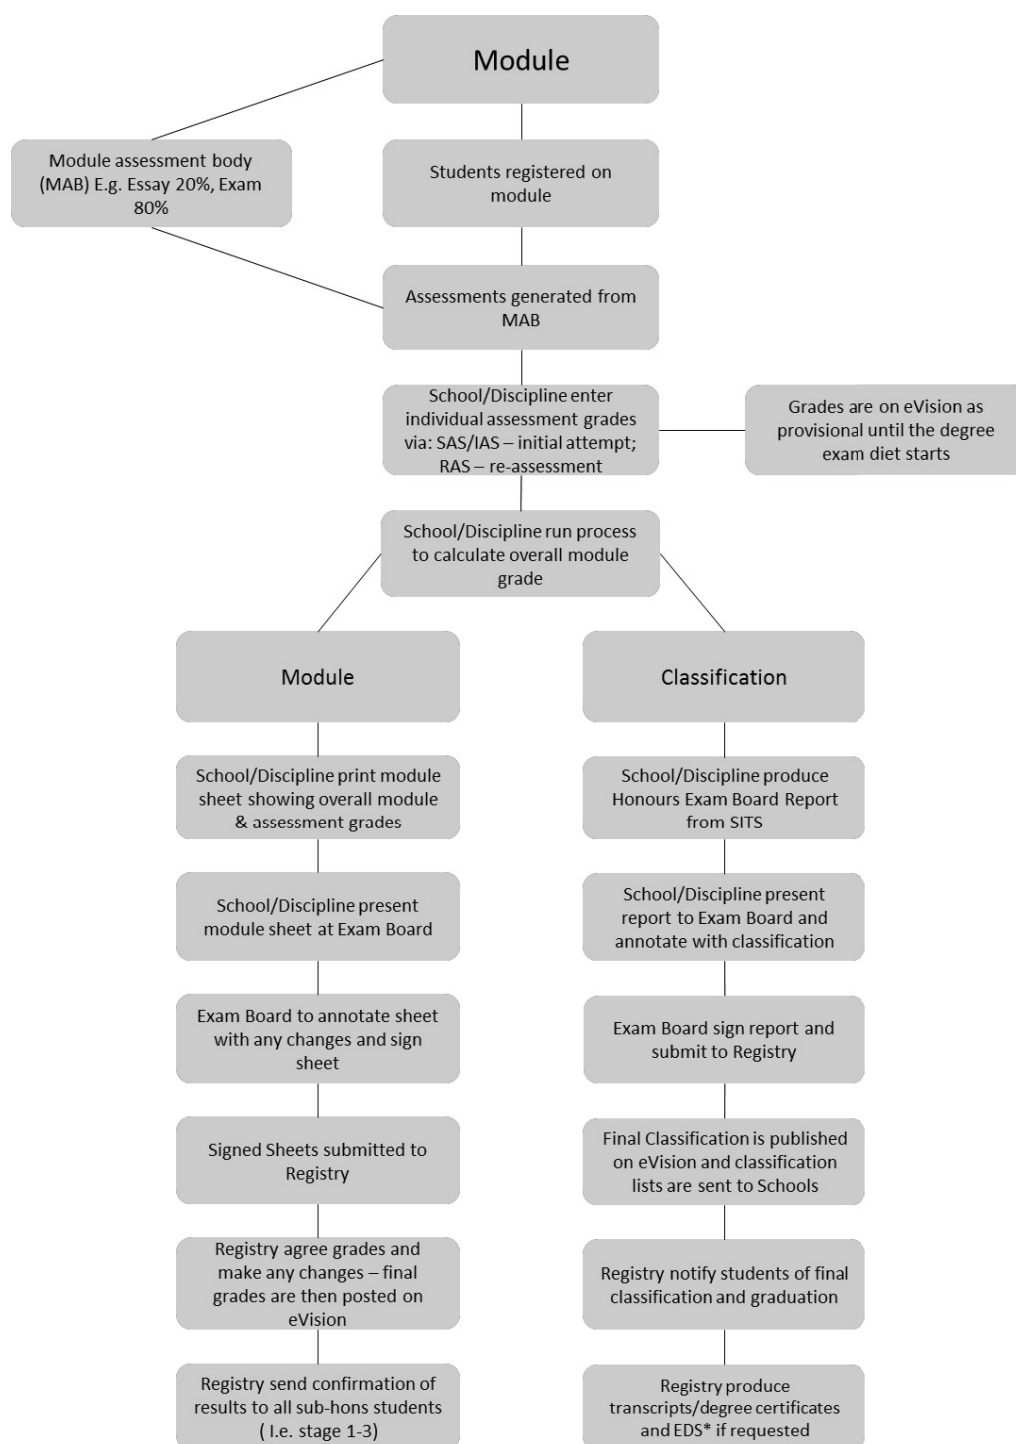 Module
Module assessment body
(MAB) E.g. Essay 20%, Exam
80%
Students registered on
module
Assessments generated from
MAB
School/Discipline enter
individual assessment grades
via: SAS/IAS – initial attempt;
RAS – re-assessment
Grades are on eVision as
provisional until the degree
exam diet starts
School/Discipline run process
to calculate overall module
grade
Module
School/Discipline print module
sheet showing overall module
& assessment grades
School/Discipline present
module sheet at Exam Board
Exam Board to annotate sheet
with any changes and sign
sheet
Signed Sheets submitted to
Registry
Registry agree grades and
make any changes – final
grades are then posted on
eVision
Registry send confirmation of
results to all sub-hons students
( I.e. stage 1-3)
Classification
School/Discipline produce
Honours Exam Board Report
from SITS
School/Discipline present
report to Exam Board and
annotate with classification
Exam Board sign report and
submit to Registry
Final Classification is published
on eVision and classification
lists are sent to Schools
Registry notify students of final
classification and graduation
Registry produce
transcripts/degree certificates
and EDS* if requested